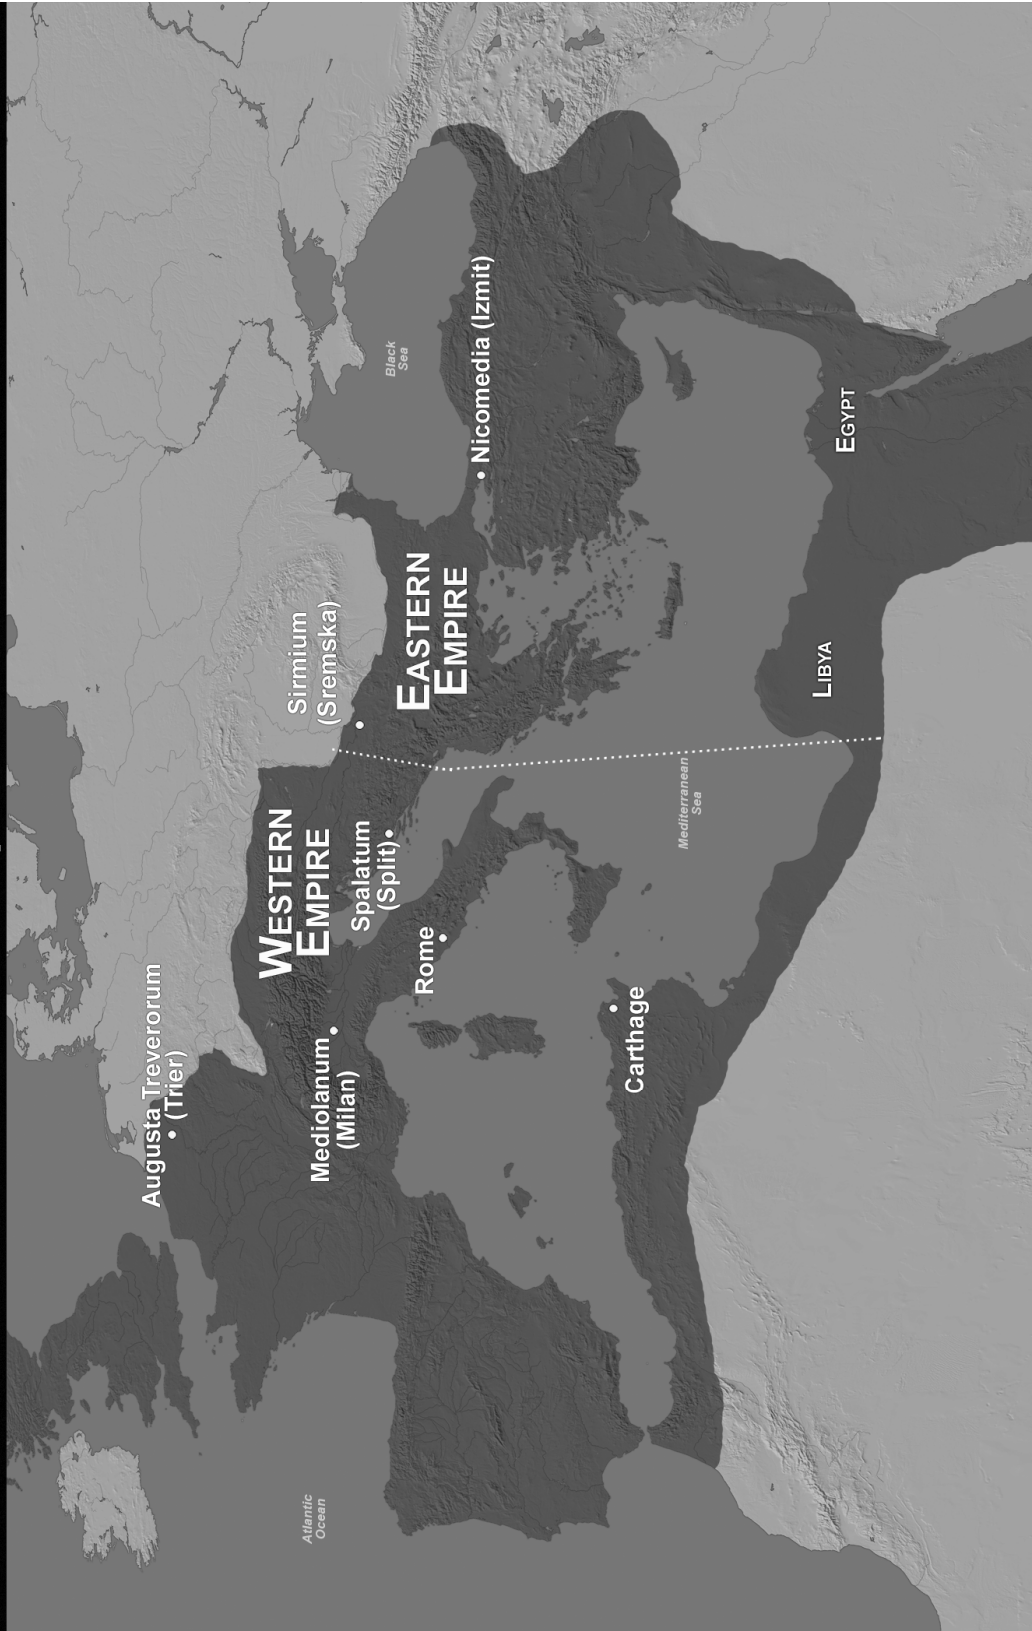 Augusta Treverorum
(Trier)
WESTERN
EMPIRE
Sirmium
(Sremska)
Mediolanum
(Milan)
Spalatum
(Split)
Black
Sea
EASTERN
EMPIRE
Rome
Nicomedia (Izmit)
Atlantic
Ocean
Carthage
Mediterranean
Sea
LIBYA
EGYPT